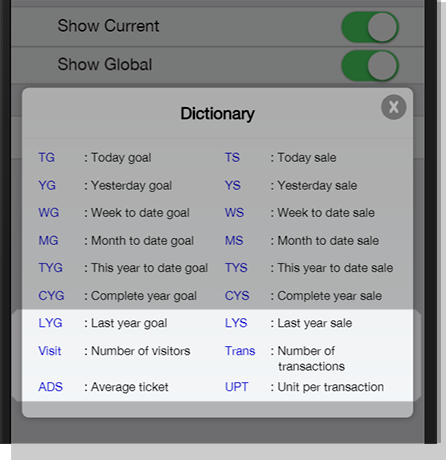 Show Current
Show Global
X
Dictionary
TG : Today goal TS : Today sale
YG : Yesterday goal YS : Yesterday sale
WG : Week to date goal WS : Week to date sale
MG : Month to date goal MS : Month to date sale
TYG : This year to date goal TYS : This year to date sale
CYG : Complete year goal CYS : Complete year sale
LYG : Last year goal LYS : Last year sale
Visit : Number of visitors Trans : Number of
transactions
ADS : Average ticket UPT : Unit per transaction